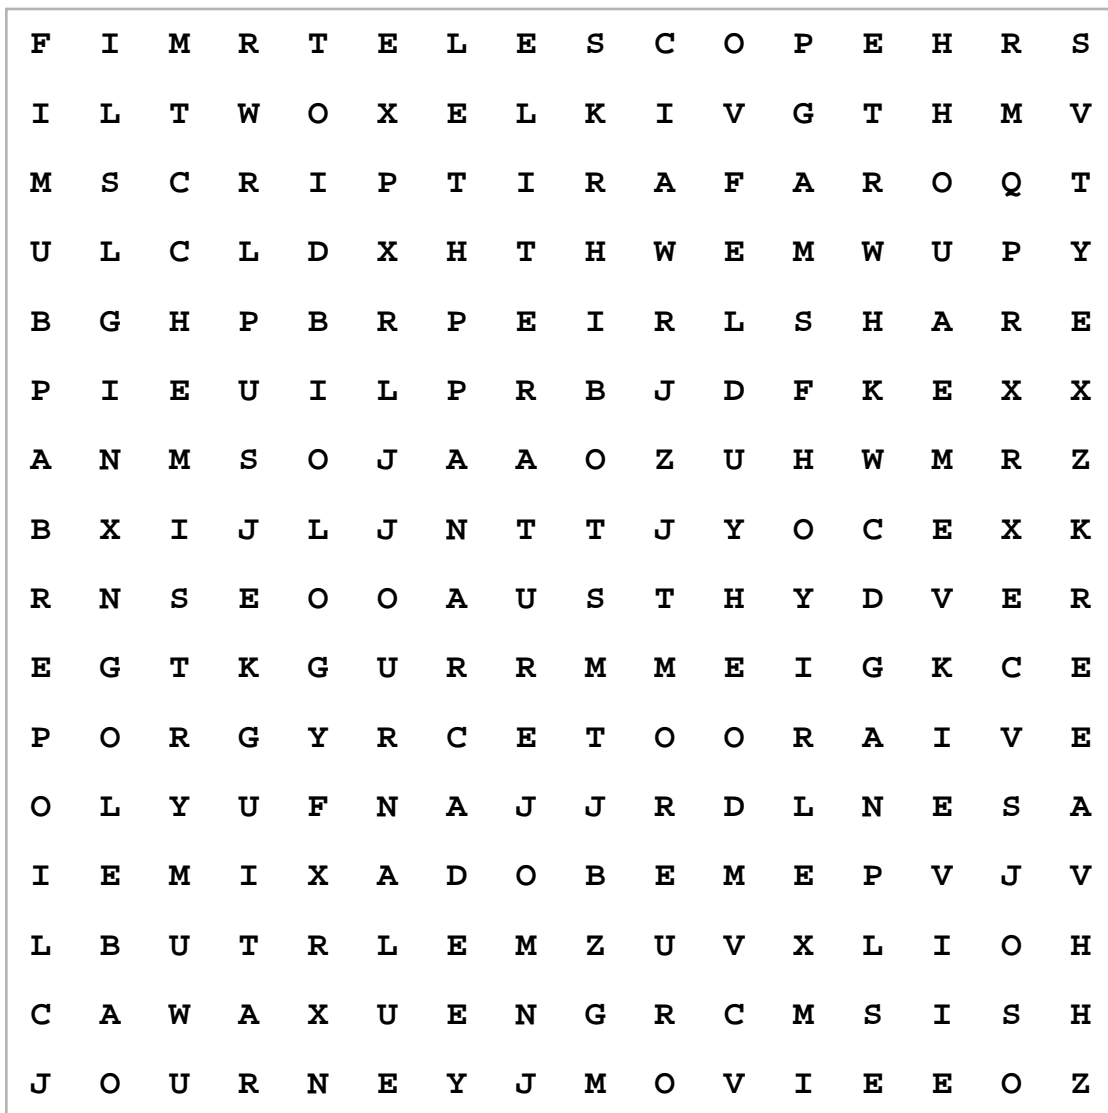 F I M R T E L E S C O P E H R S
I L T W O X E L K I V G T H M V
M S C R I P T I R A F A R O Q T
U L C L D X H T H W E M W U P Y
B G H P B R P E I R L S H A R E
P I E U I L P R B J D F K E X X
A N M S O J A A O Z U H W M R Z
B X I J L J N T T J Y O C E X K
R N S E O O A U S T H Y D V E R
E G T K G U R R M M E I G K C E
P O R G Y R C E T O O R A I V E
O L Y U F N A J J R D L N E S A
I E M I X A D O B E M E P V J V
L B U T R L E M Z U V X L I O H
C A W A X U E N G R C M S I S H
J O U R N E Y J M O V I E E O Z